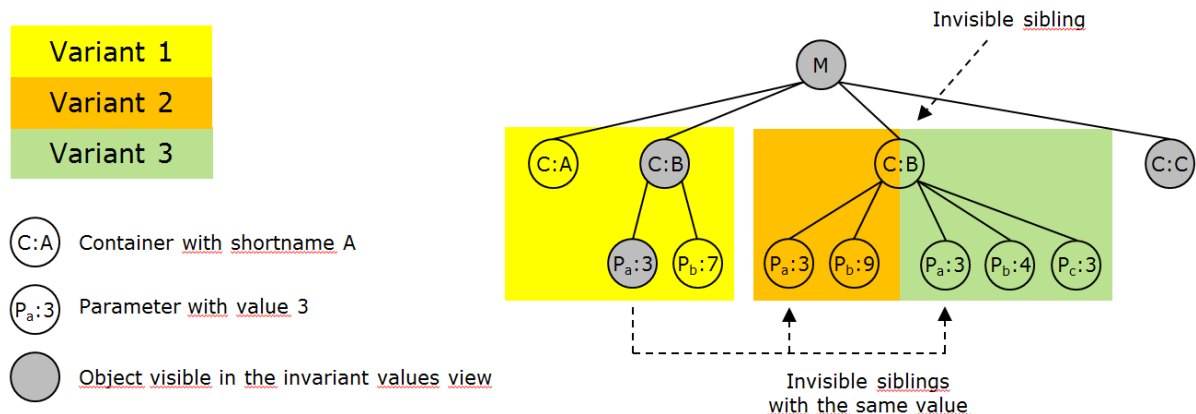 Variant 1
Variant 2
Variant 3
C:A Container with shortname A
Pa:3 Parameter with value 3
Object visible in the invariant values view
Invisible sibling
M
C:A C:B C:B C:C
Pa:3 Pb:7 Pa:3 Pb:9 Pa:3 Pb:4 Pc:3
Invisible siblings
with the same value